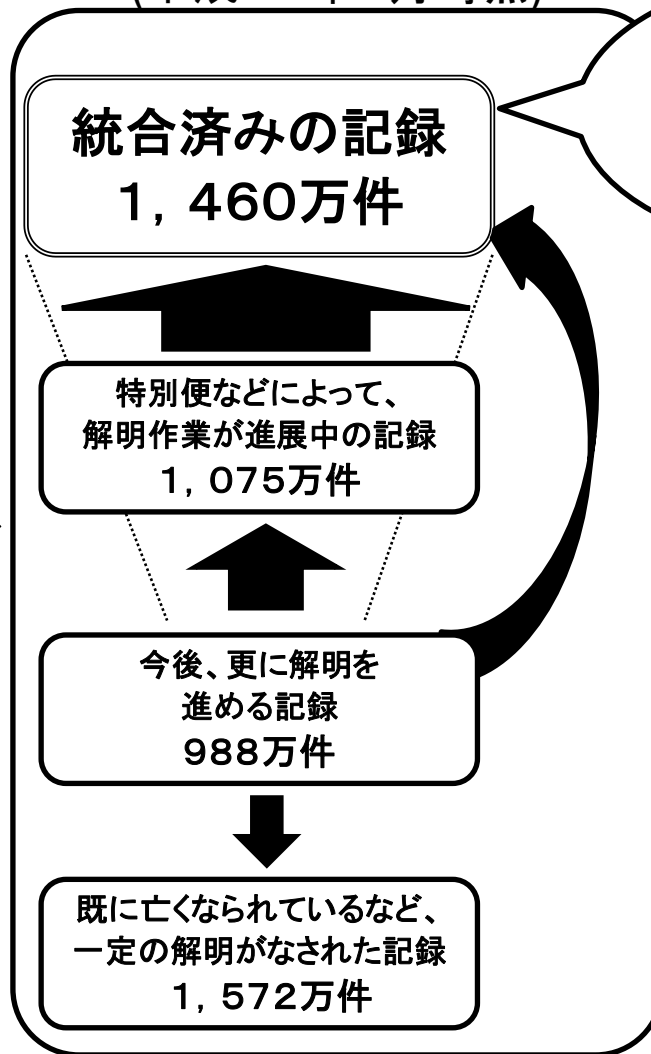 統合済みの記録
1,460万件
特別便などによって、
解明作業が進展中の記録
1,075万件
今後、更に解明を
進める記録
988万件
既に亡くなられているなど、
一定の解明がなされた記録
1,572万件